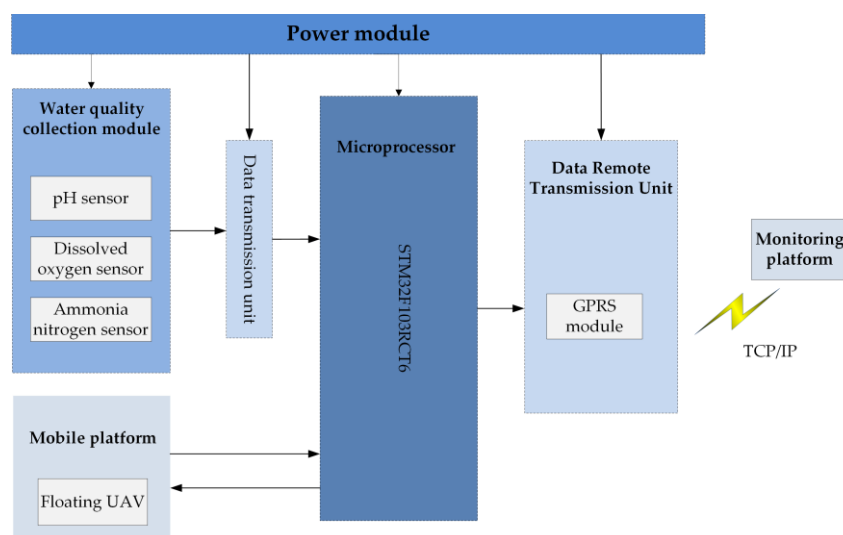 Power module
Water quality
collection module
pH sensor
Dissolved
oxygen sensor
Ammonia
nitrogen sensor
Data transmission unit
Microprocessor
STM32F103RCT6
Data Remote
Transmission Unit
GPRS
module
Monitoring
platform
TCP/IP
Mobile platform
Floating UAV